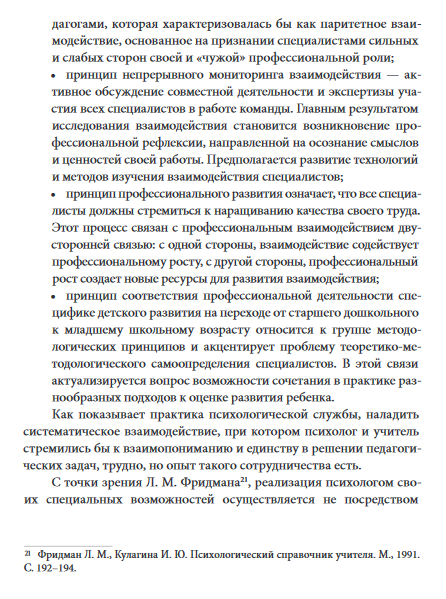 дагогами, которая характеризовалась бы как паритетное взаи-
модействие, основанное на признании специалистами сильных
и слабых сторон своей и «чужой» профессиональной роли;
• принцип непрерывного мониторинга взаимодействия — ак-
тивное обсуждение совместной деятельности и экспертизы уча-
стия всех специалистов в работе команды. Главным результатом
исследования взаимодействия становится возникновение про-
фессиональной рефлексии, направленной на осознание смыслов
и ценностей своей работы. Предполагается развитие технологий
и методов изучения взаимодействия специалистов;
• принцип профессионального развития означает, что все специа-
листы должны стремиться к наращиванию качества своего труда.
Этот процесс связан с профессиональным взаимодействием дву-
сторонней связью: с одной стороны, взаимодействие содействует
профессиональному росту, с другой стороны, профессиональный
рост создает новые ресурсы для развития взаимодействия;
• принцип соответствия профессиональной деятельности спе-
цифике детского развития на переходе от старшего дошкольного
к младшему школьному возрасту относится к группе методо-
логических принципов и акцентирует проблему теоретико-ме-
тодологического самоопределения специалистов. В этой связи
актуализируется вопрос возможности сочетания в практике раз-
нообразных подходов к оценке развития ребенка.
Как показывает практика психологической службы, наладить
систематическое взаимодействие, при котором психолог и учитель
стремились бы к взаимопониманию и единству в решении педагоги-
ческих задач, трудно, но опыт такого сотрудничества есть.
С точки зрения Л. М. Фридмана²¹, реализация психологом сво-
их специальных возможностей осуществляется не посредством
²¹ Фридман Л. М., Кулагина И. Ю. Психологический справочник учителя. М., 1991.
С. 192–194.